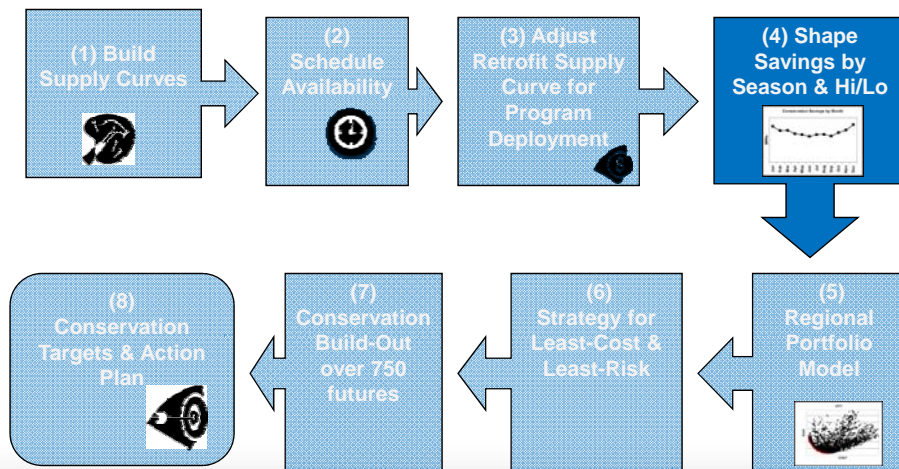 (1) Build
Supply Curves
(2)
Schedule
Availability
(3) Adjust
Retrofit Supply
Curve for
Program
Deployment
(4) Shape
Savings by
Season & Hi/Lo
Conservation Savings by Month
(5)
Regional
Portfolio
Model
(6)
Strategy for
Least-Cost &
Least-Risk
(7)
Conservation
Build-Out
over 750
futures
(8)
Conservation
Targets & Action
Plan